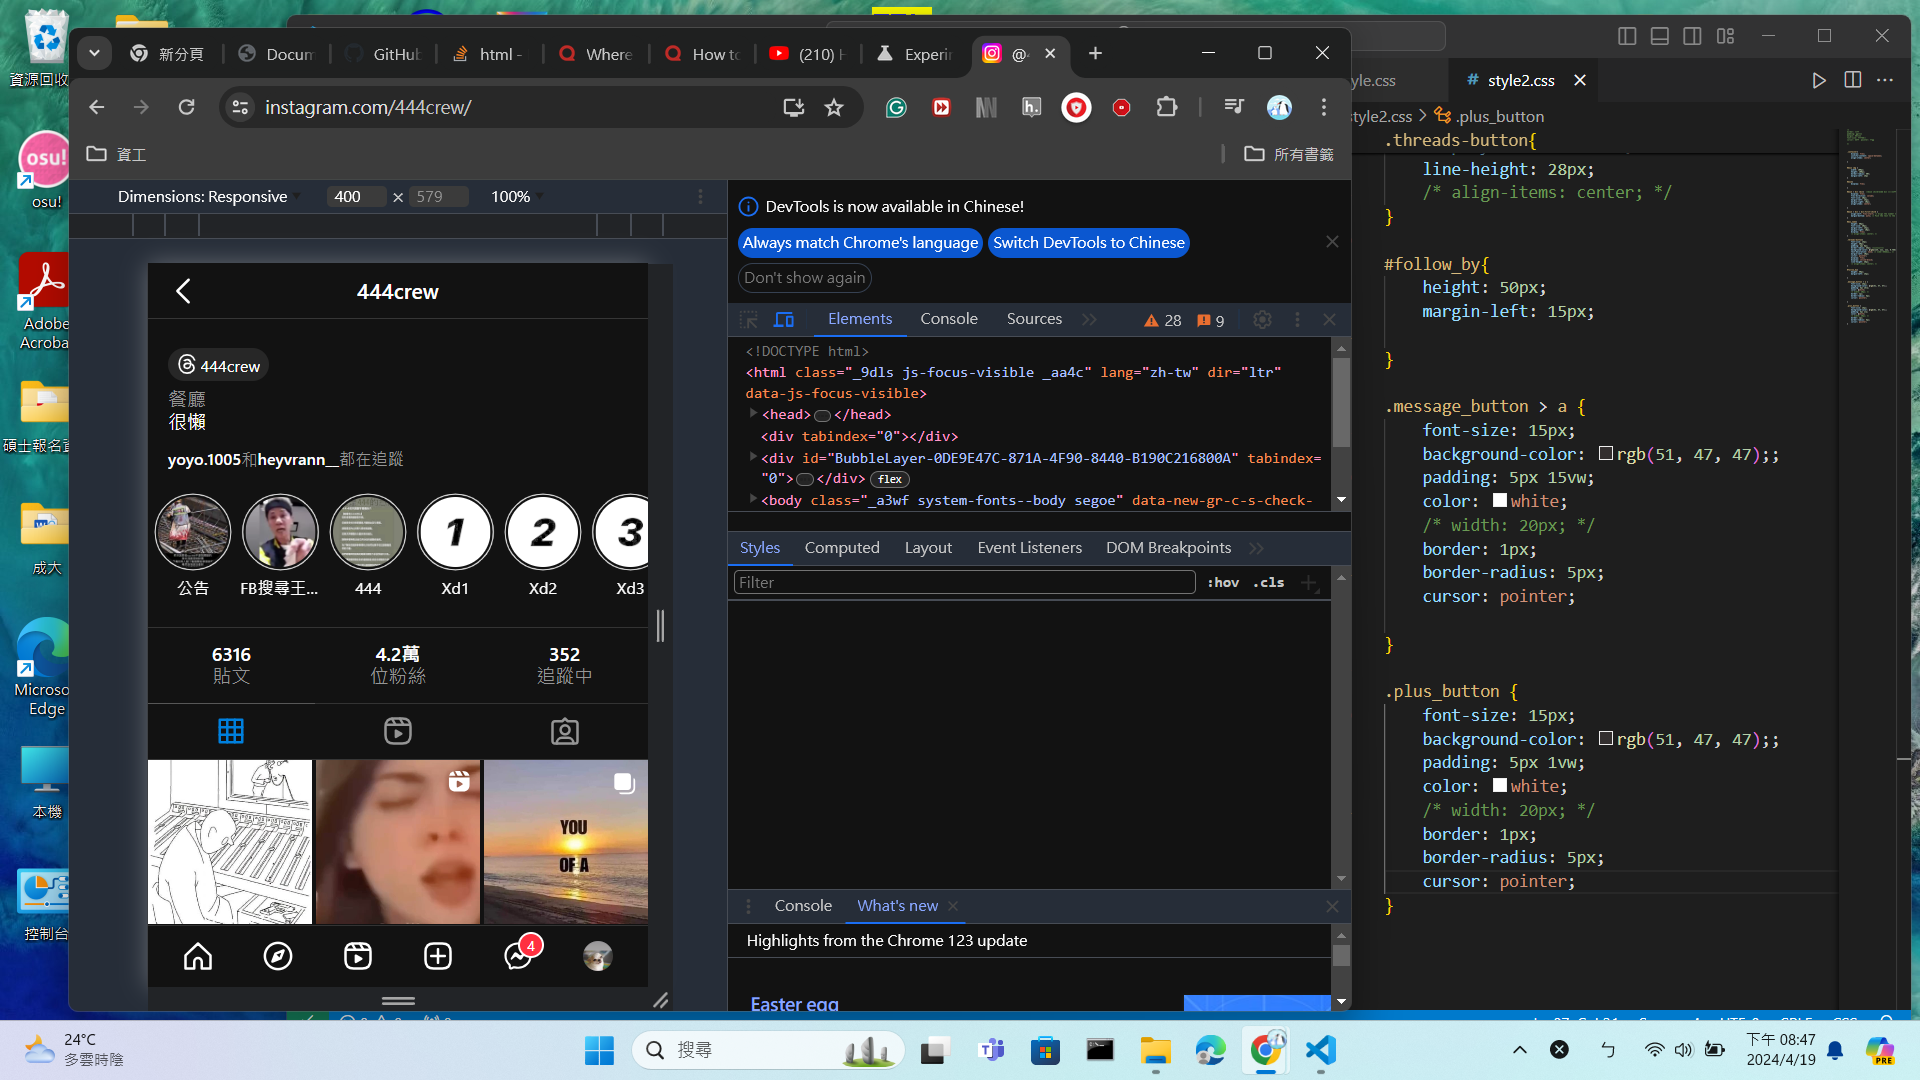 資源回收
osu!
osu!
Adobe
Acroba
碩士報名資
成大
Microso
Edge
本機
控制台
新分頁
Docum
GitHub
html -
Where
How to
(210) H
Experin
@
instagram.com/444crew/
h.
資工
所有書籤
Dimensions: Responsive
400
×
579
100%
444crew
444crew
餐廳
很懶
yoyo.1005和heyvrann__都在追蹤
公告
FB搜尋王...
444
1
Xd1
2
Xd2
3
Xd3
6316
貼文
4.2萬
位粉絲
352
追蹤中
YOU
OF A
4
DevTools is now available in Chinese!
Always match Chrome's language
Switch DevTools to Chinese
Don't show again
Elements
Console
Sources
28
9
<!DOCTYPE html>
<html class="_9dls js-focus-visible _aa4c" lang="zh-tw" dir="ltr"
data-js-focus-visible>
<head></head>
<div tabindex="0"></div>
<div id="BubbleLayer-0DE9E47C-871A-4F90-8440-B190C216800A" tabindex=
"0"></div> flex
<body class="_a3wf system-fonts--body segoe" data-new-gr-c-s-check-
Styles
Computed
Layout
Event Listeners
DOM Breakpoints
Filter
:hov
.cls
Console
What's new
Highlights from the Chrome 123 update
Easter egg
yle.css
# style2.css
style2.css > .plus_button
.threads-button{
line-height: 28px;
/* align-items: center; */
}
#follow_by{
height: 50px;
margin-left: 15px;
}
.message_button > a {
font-size: 15px;
background-color: rgb(51, 47, 47);;
padding: 5px 15vw;
color: white;
/* width: 20px; */
border: 1px;
border-radius: 5px;
cursor: pointer;
}
.plus_button {
font-size: 15px;
background-color: rgb(51, 47, 47);;
padding: 5px 1vw;
color: white;
/* width: 20px; */
border: 1px;
border-radius: 5px;
cursor: pointer;
}
24°C
多雲時陰
搜尋
ㄅ
下午 08:47
2024/4/19
PRE